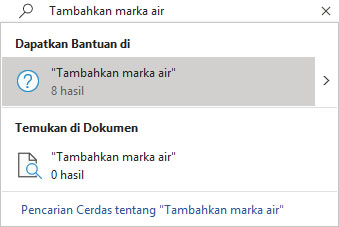 Tambahkan marka air
Dapatkan Bantuan di
"Tambahkan marka air"
8 hasil
Temukan di Dokumen
"Tambahkan marka air"
0 hasil
Pencarian Cerdas tentang "Tambahkan marka air"